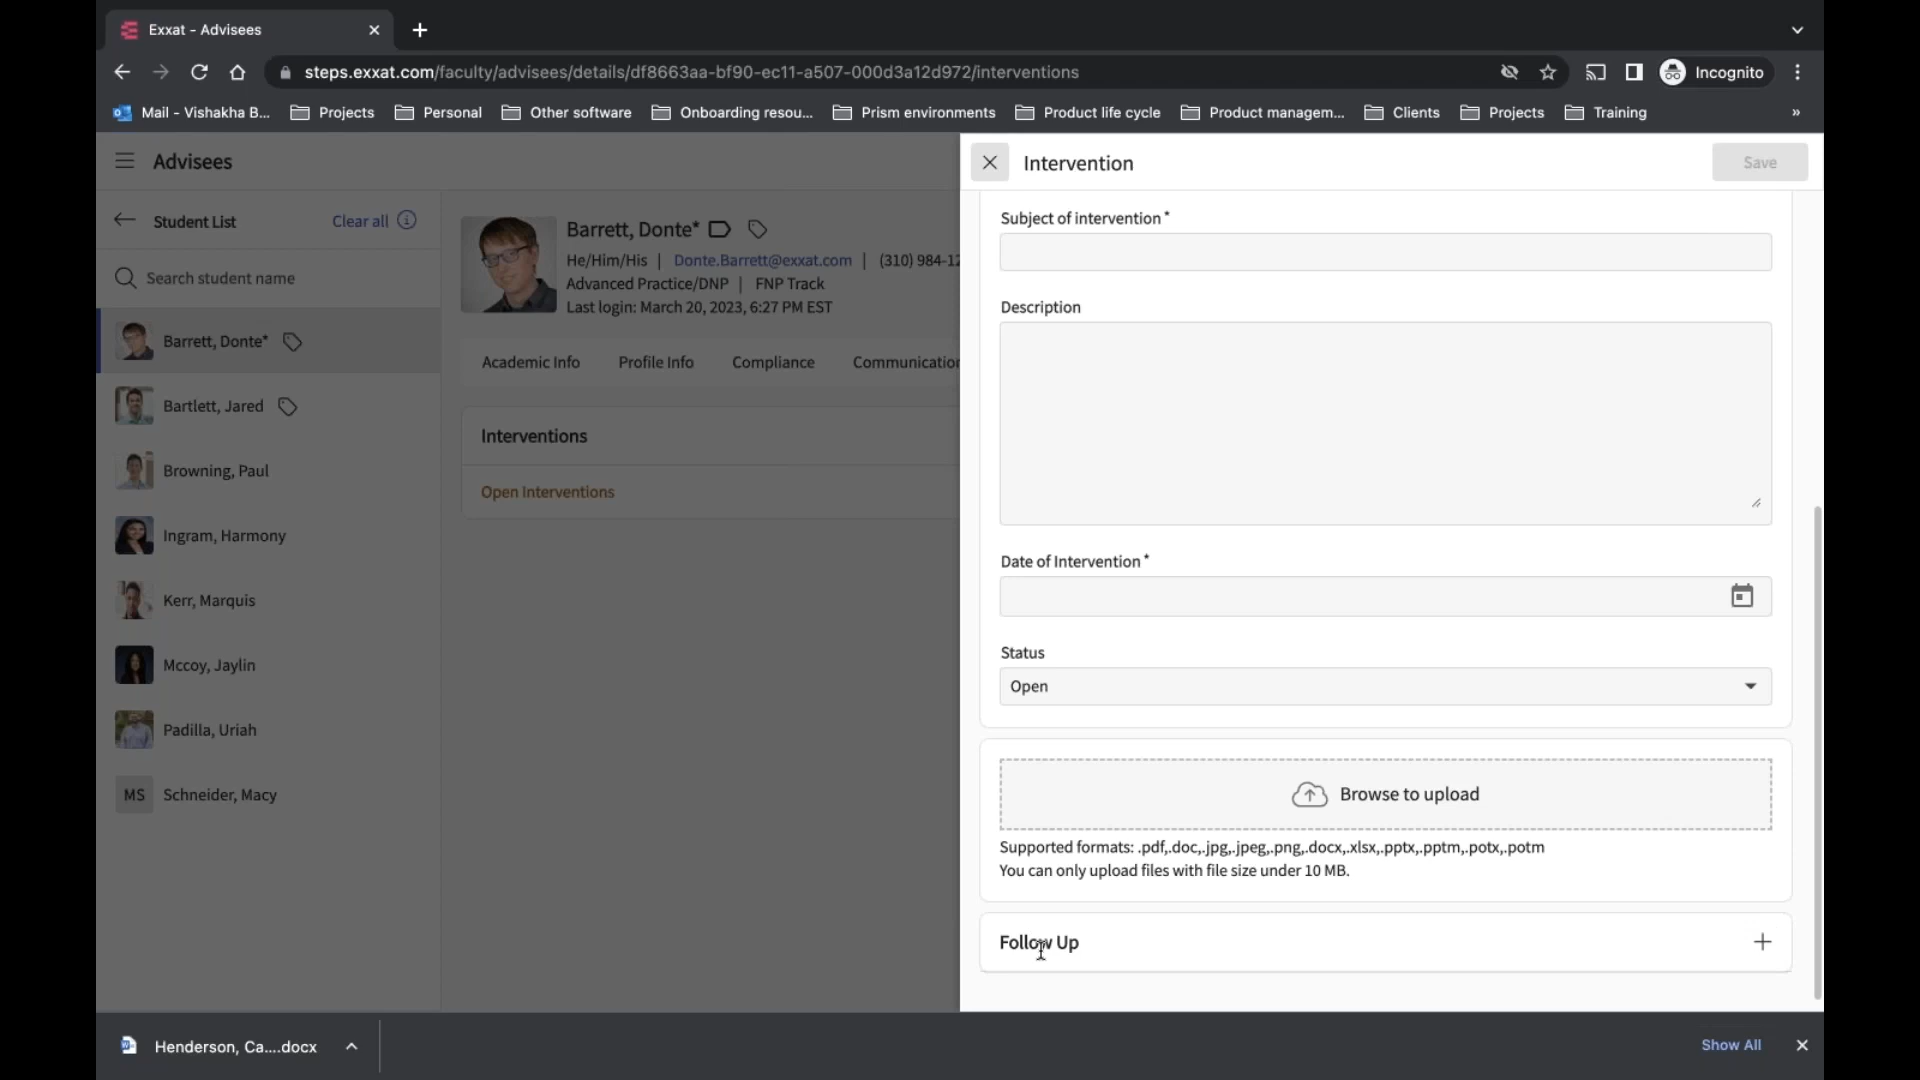 Exxat - Advisees
steps.exxat.com/faculty/advisees/details/df8663aa-bf90-ec11-a507-000d3a12d972/interventions
Incognito
Mail - Vishakha B...
Projects
Personal
Other software
Onboarding resou...
Prism environments
Product life cycle
Product managem...
Clients
Projects
Training
»
Advisees
Intervention
Save
Student List
Clear all
Search student name
Barrett, Donte*
Bartlett, Jared
Browning, Paul
Ingram, Harmony
Kerr, Marquis
Mccoy, Jaylin
Padilla, Uriah
MS Schneider, Macy
Barrett, Donte*
He/Him/His | Donte.Barrett@exxat.com | (310) 984-12
Advanced Practice/DNP | FNP Track
Last login: March 20, 2023, 6:27 PM EST
Academic Info
Profile Info
Compliance
Communication
Interventions
Open Interventions
Subject of intervention *
Description
Date of Intervention *
Status
Open
Browse to upload
Supported formats: .pdf,.doc,.jpg,.jpeg,.png,.docx,.xlsx,.pptx,.pptm,.potx,.potm
You can only upload files with file size under 10 MB.
Follow Up
Henderson, Ca....docx
Show All